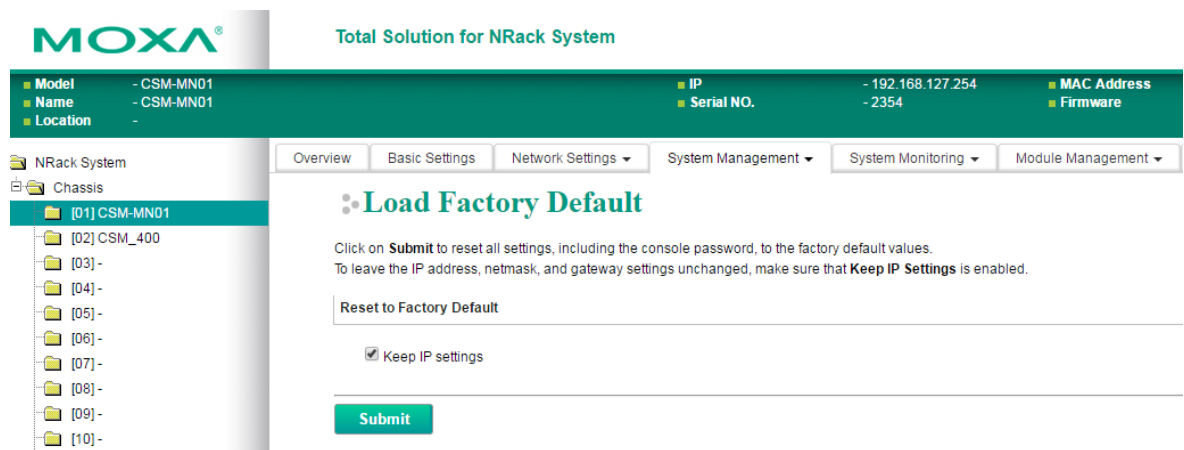 MOXA®
Total Solution for NRack System
Model - CSM-MN01
Name - CSM-MN01
Location -
IP - 192.168.127.254
Serial NO. - 2354
MAC Address
Firmware
NRack System
Chassis
[01] CSM-MN01
[02] CSM_400
[03] -
[04] -
[05] -
[06] -
[07] -
[08] -
[09] -
[10] -
Overview Basic Settings Network Settings System Management System Monitoring Module Management
Load Factory Default
Click on Submit to reset all settings, including the console password, to the factory default values.
To leave the IP address, netmask, and gateway settings unchanged, make sure that Keep IP Settings is enabled.
Reset to Factory Default
Keep IP settings
Submit